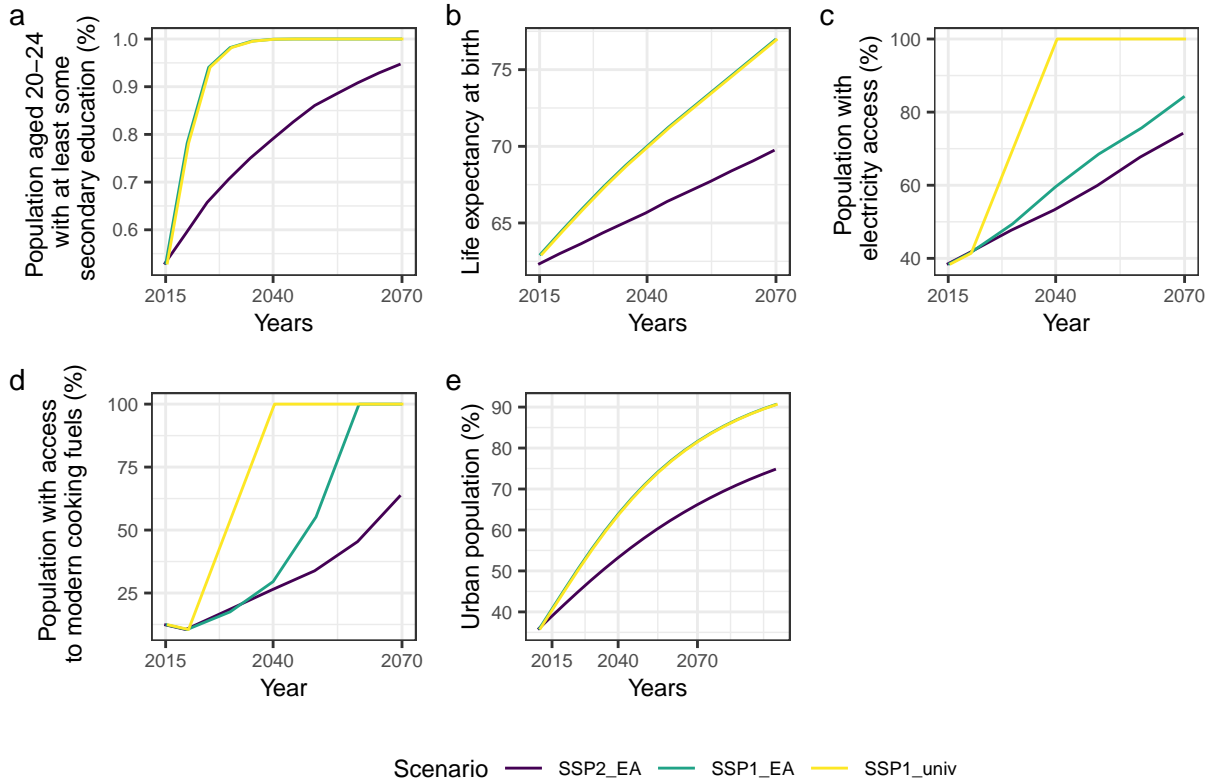 a
Population aged 20–24
with at least some
secondary education (%)
1.0
0.9
0.8
0.7
0.6
2015
2040
2070
Years
b
Life expectancy at birth
75
70
65
2015
2040
2070
Years
c
Population with
electricity access (%)
100
80
60
40
2015
2040
2070
Year
d
Population with access
to modern cooking fuels (%)
100
75
50
25
2015
2040
2070
Year
e
Urban population (%)
90
80
70
60
50
40
2015
2040
2070
Years
Scenario SSP2_EA SSP1_EA SSP1_univ